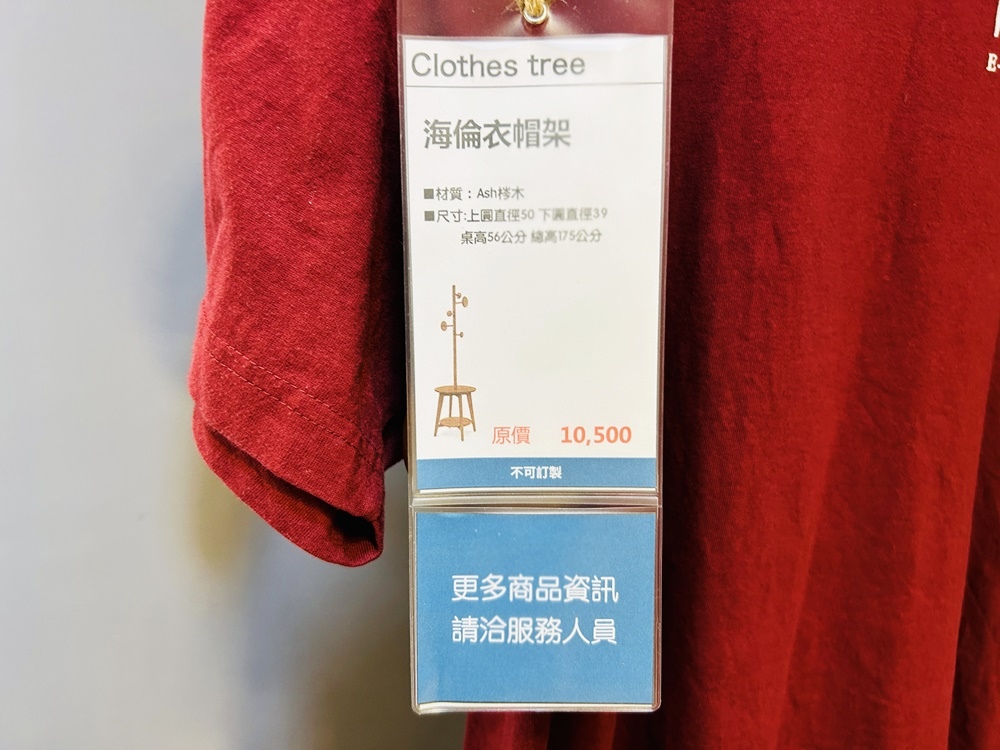 Clothes tree
海倫衣帽架
■材質：Ash梣木
■尺寸:上圓直徑50 下圓直徑39
桌高56公分 總高175公分
原價 10,500
不可訂製
更多商品資訊
請洽服務人員